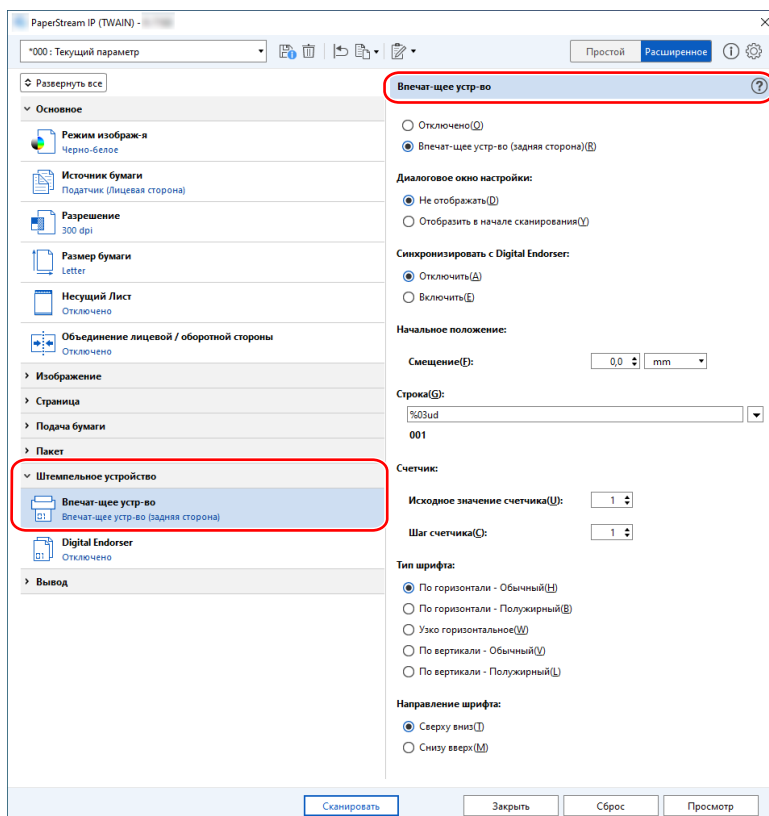 PaperStream IP (TWAIN) -
*000 : Текущий параметр
Простой
Расширенное
Развернуть все
Основное
Режим изображ-я
Черно-белое
Источник бумаги
Податчик (Лицевая сторона)
Разрешение
300 dpi
Размер бумаги
Letter
Несущий Лист
Отключено
Объединение лицевой / оборотной стороны
Отключено
Изображение
Страница
Подача бумаги
Пакет
Штемпельное устройство
Впечат-щее устр-во
Впечат-щее устр-во (задняя сторона)
Digital Endorser
Отключено
Вывод
Впечат-щее устр-во
Отключено(O)
Впечат-щее устр-во (задняя сторона)(R)
Диалоговое окно настройки:
Не отображать(D)
Отобразить в начале сканирования(Y)
Синхронизировать с Digital Endorser:
Отключить(A)
Включить(E)
Начальное положение:
Смещение(F): 0,0 mm
Строка(G):
%03ud
001
Счетчик:
Исходное значение счетчика(U): 1
Шаг счетчика(C): 1
Тип шрифта:
По горизонтали - Обычный(H)
По горизонтали - Полужирный(B)
Узко горизонтальное(W)
По вертикали - Обычный(V)
По вертикали - Полужирный(L)
Направление шрифта:
Сверху вниз(T)
Снизу вверх(M)
Сканировать
Закрыть
Сброс
Просмотр